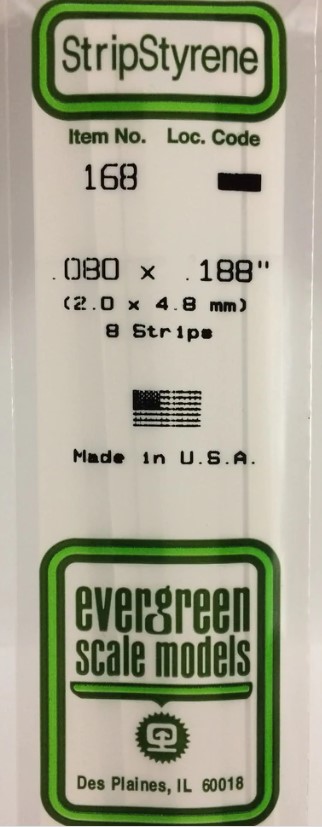 StripStyrene
Item No. Loc. Code
168
.080 x .188"
(2.0 x 4.8 mm)
8 Strips
Made in U.S.A.
evergreen
scale models
Des Plaines, IL 60018